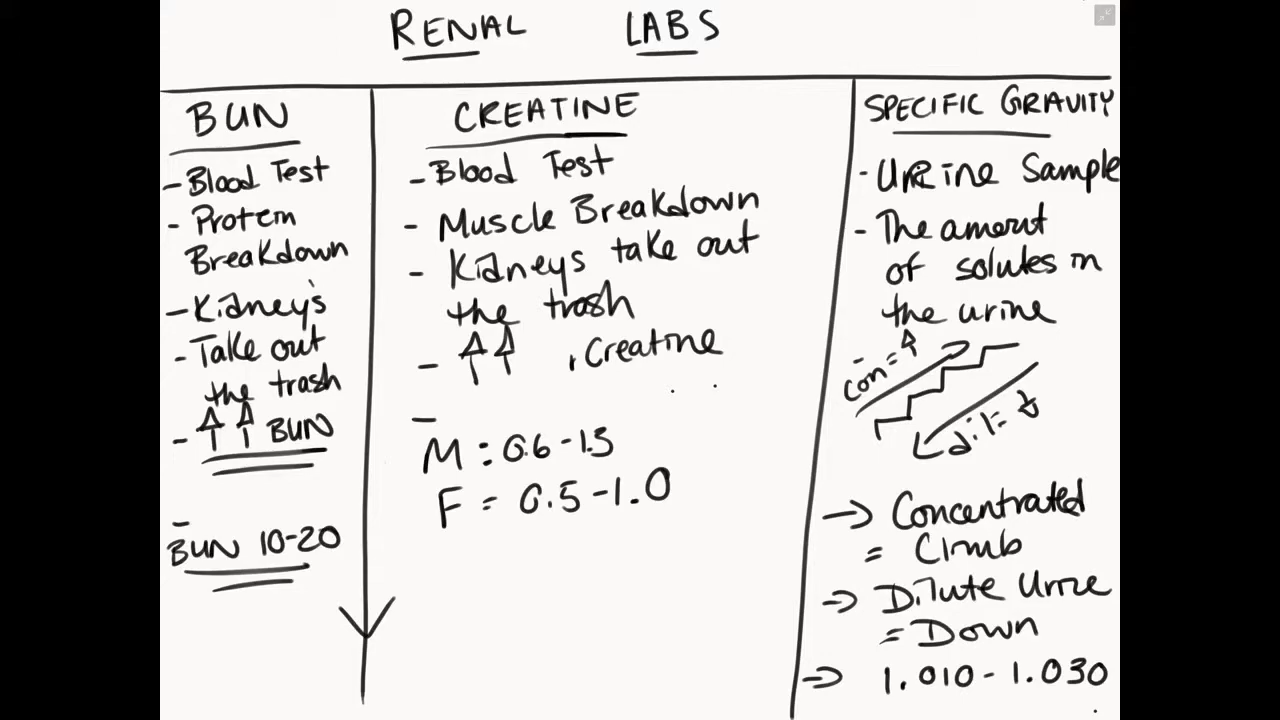 RENAL LABS
BUN
- Blood Test
- Protein
Breakdown
- Kidney's
- Take out
the trash
- ↑↑ BUN
BUN 10-20
CREATINE
- Blood Test
- Muscle Breakdown
- Kidneys take out
the trash
- ↑↑ Creatine
M: 0.6-1.3
F = 0.5-1.0
SPECIFIC GRAVITY
- Urine Sample
- The amount
of solutes in
the urine
con = ↑
dil = ↓
→ Concentrated
= Climb
→ Dilute Urine
= Down
→ 1.010 - 1.030